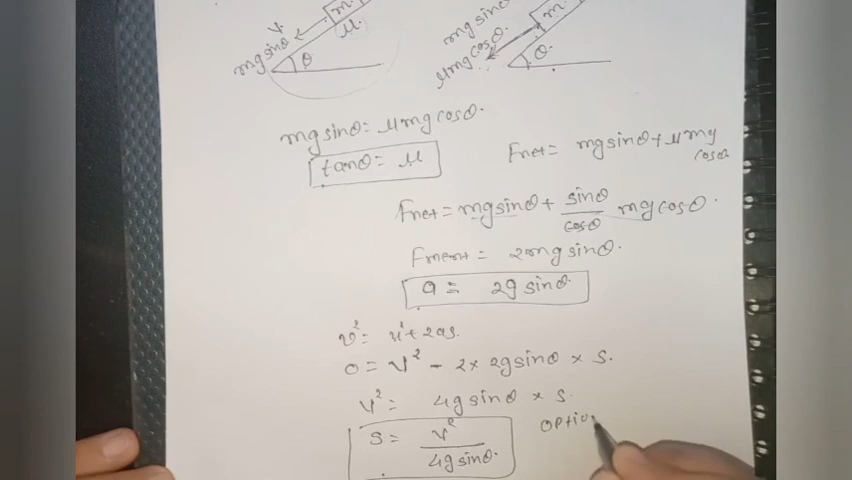 m
V.
μ
mg sinθ
θ
mg sinθ
m
μmg cosθ.
θ
mg sinθ = μmg cosθ.
tanθ = μ
Fnet = mg sinθ + μmg
cosθ
Fnet = mg sinθ + sinθ/cosθ mg cosθ.
= 2mg sinθ.
a = 2g sinθ.
v² = u² + 2as.
0 = V² - 2 x 2g sinθ x S.
V² = 4g sinθ x S.
S = V²/4g sinθ.
Optio